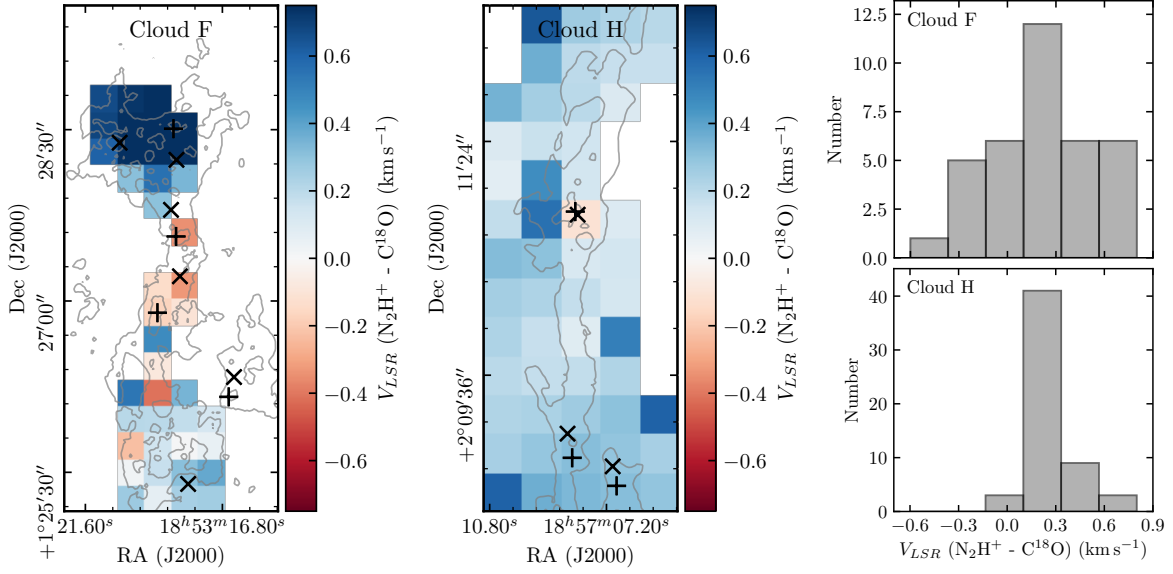 Cloud F
Dec (J2000)
28′30″
27′00″
+1°25′30″
21.60ˢ
18ʰ53ᵐ16.80ˢ
RA (J2000)
0.6
0.4
0.2
0.0
−0.2
−0.4
−0.6
V_LSR (N₂H⁺ - C¹⁸O) (km s⁻¹)
Cloud H
Dec (J2000)
11′24″
+2°09′36″
10.80ˢ
18ʰ57ᵐ07.20ˢ
RA (J2000)
0.6
0.4
0.2
0.0
−0.2
−0.4
−0.6
V_LSR (N₂H⁺ - C¹⁸O) (km s⁻¹)
Cloud F
Number
12.5
10.0
7.5
5.0
2.5
0.0
Cloud H
Number
40
30
20
10
0
−0.6 −0.3 0.0 0.3 0.6 0.9
V_LSR (N₂H⁺ - C¹⁸O) (km s⁻¹)